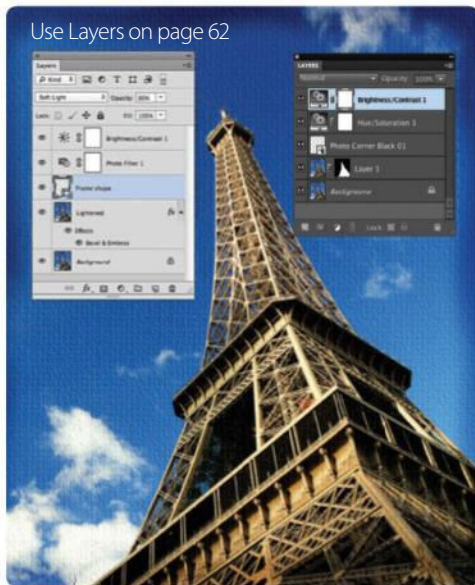 Use Layers on page 62
Layers
Kind
Soft Light Opacity: 80%
Lock: Fill: 100%
Brightness/Contrast 1
Photo Filter 1
Frame shape
Lightened fx
Effects
Bevel & Emboss
Background
fx
LAYERS
Normal Opacity: 100%
Brightness/Contrast 1
Hue/Saturation 1
Photo Corner Black 01
Layer 1
Background
Lock